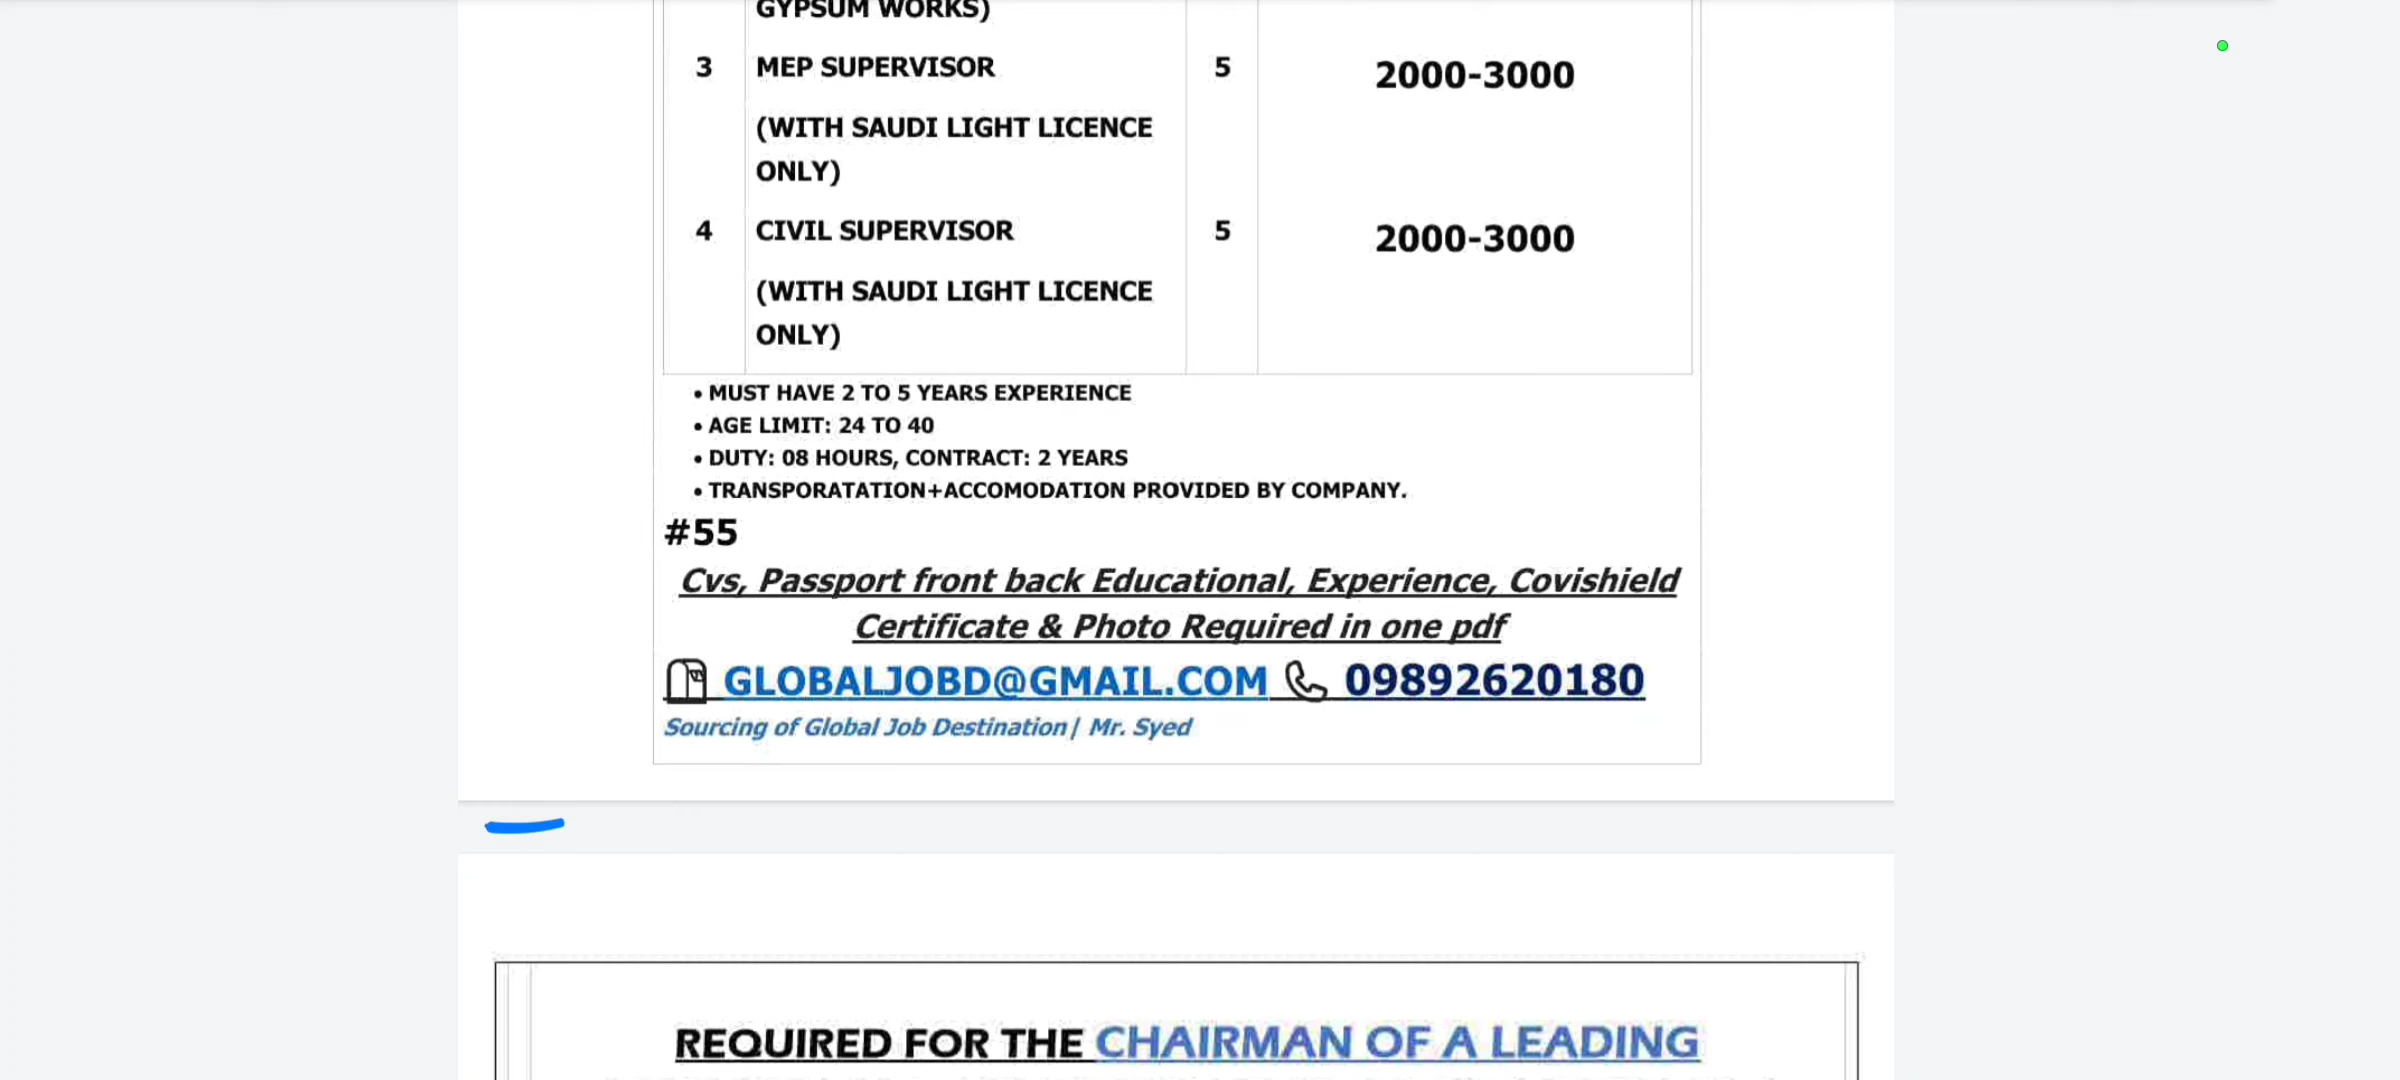 GYPSUM WORKS)
3 MEP SUPERVISOR 5 2000-3000
(WITH SAUDI LIGHT LICENCE
ONLY)
4 CIVIL SUPERVISOR 5 2000-3000
(WITH SAUDI LIGHT LICENCE
ONLY)
• MUST HAVE 2 TO 5 YEARS EXPERIENCE
• AGE LIMIT: 24 TO 40
• DUTY: 08 HOURS, CONTRACT: 2 YEARS
• TRANSPORATATION+ACCOMODATION PROVIDED BY COMPANY.
#55
Cvs, Passport front back Educational, Experience, Covishield
Certificate & Photo Required in one pdf
GLOBALJOBD@GMAIL.COM 09892620180
Sourcing of Global Job Destination| Mr. Syed
REQUIRED FOR THE CHAIRMAN OF A LEADING